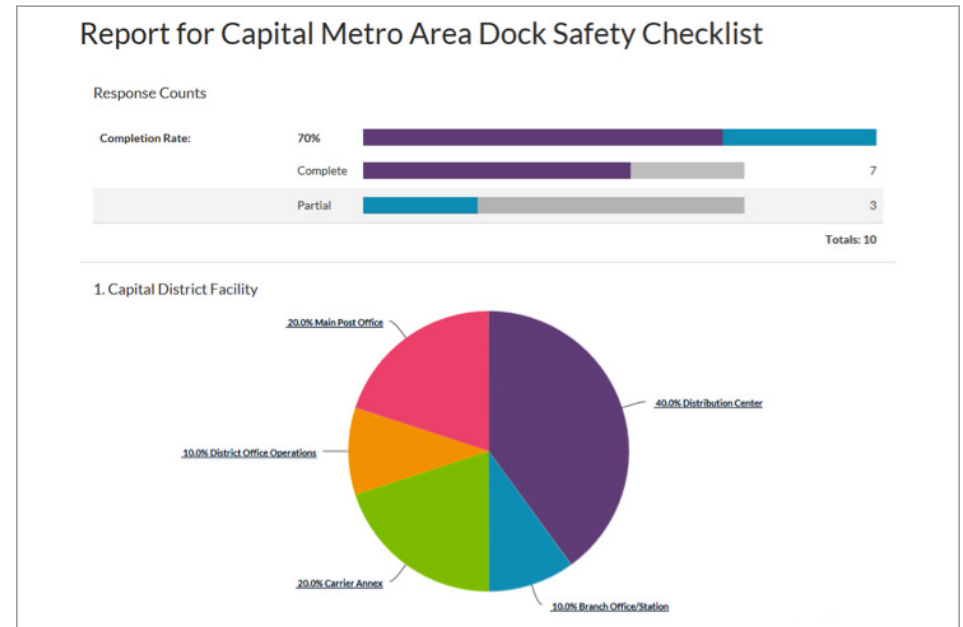 Report for Capital Metro Area Dock Safety Checklist
Response Counts
Completion Rate: 70%
Complete 7
Partial 3
Totals: 10
1. Capital District Facility
20.0% Main Post Office
40.0% Distribution Center
10.0% District Office Operations
20.0% Carrier Annex
10.0% Branch Office/Station